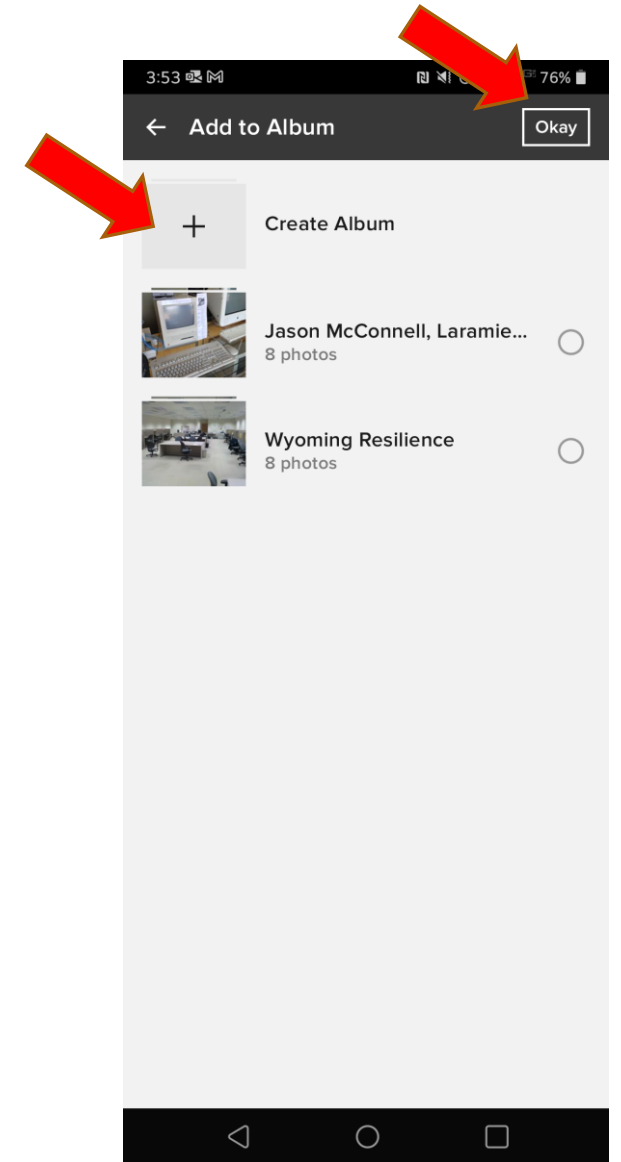 3:53 76%
Add to Album Okay
Create Album
Jason McConnell, Laramie...
8 photos
Wyoming Resilience
8 photos